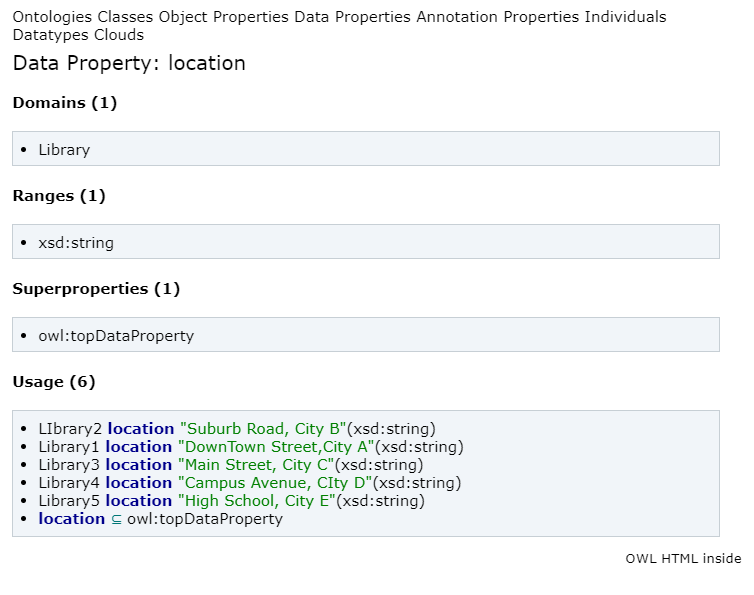 Ontologies Classes Object Properties Data Properties Annotation Properties Individuals
Datatypes Clouds
Data Property: location
Domains (1)
• Library
Ranges (1)
• xsd:string
Superproperties (1)
• owl:topDataProperty
Usage (6)
• LIbrary2 location "Suburb Road, City B"(xsd:string)
• Library1 location "DownTown Street,City A"(xsd:string)
• Library3 location "Main Street, City C"(xsd:string)
• Library4 location "Campus Avenue, CIty D"(xsd:string)
• Library5 location "High School, City E"(xsd:string)
• location ⊆ owl:topDataProperty
OWL HTML inside